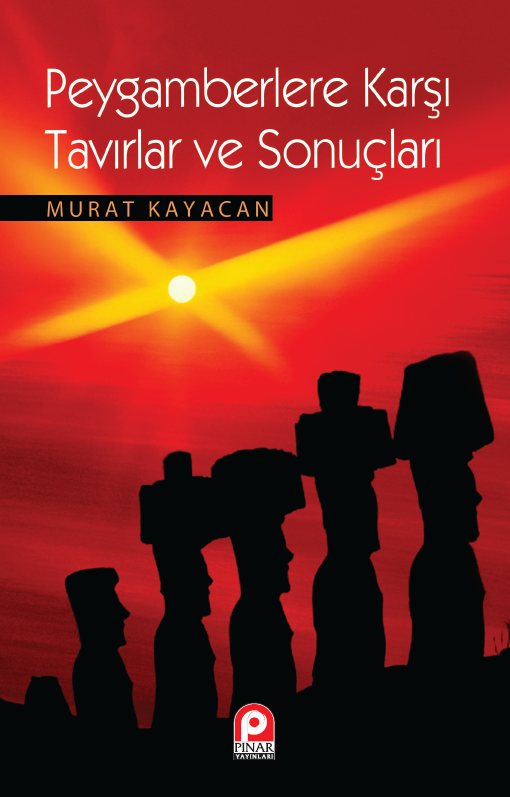 Peygamberlere Karşı
Tavırlar ve Sonuçları
MURAT KAYACAN
PINAR
YAYINLARI